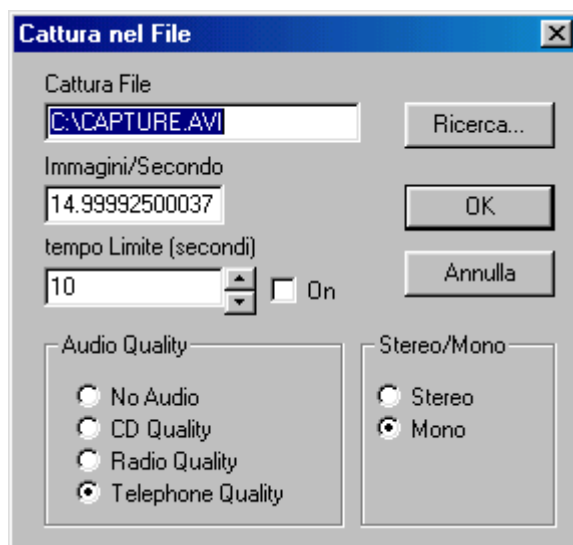 Cattura nel File
Cattura File
C:\CAPTURE.AVI
Ricerca...
Immagini/Secondo
14.99992500037
OK
tempo Limite (secondi)
10
On
Annulla
Audio Quality
No Audio
CD Quality
Radio Quality
Telephone Quality
Stereo/Mono
Stereo
Mono